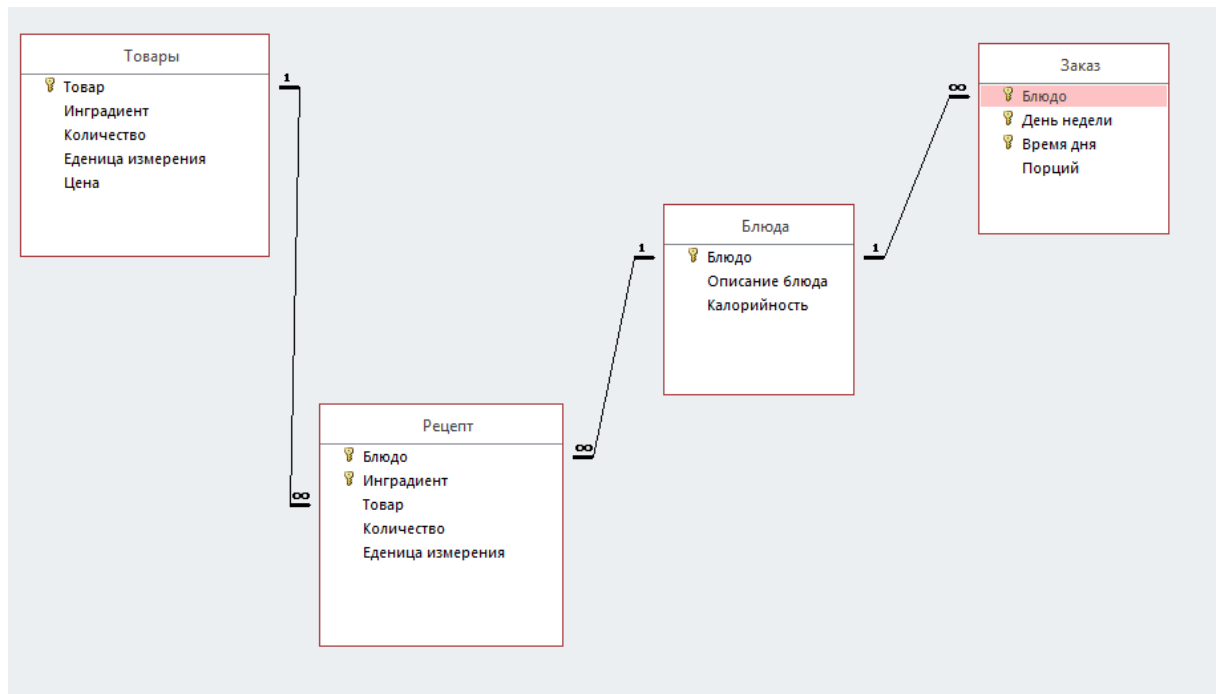 Товары
Товар
Инградиент
Количество
Еденица измерения
Цена
1
∞
Рецепт
Блюдо
Инградиент
Товар
Количество
Еденица измерения
∞
1
Блюда
Блюдо
Описание блюда
Калорийность
1
∞
Заказ
Блюдо
День недели
Время дня
Порций